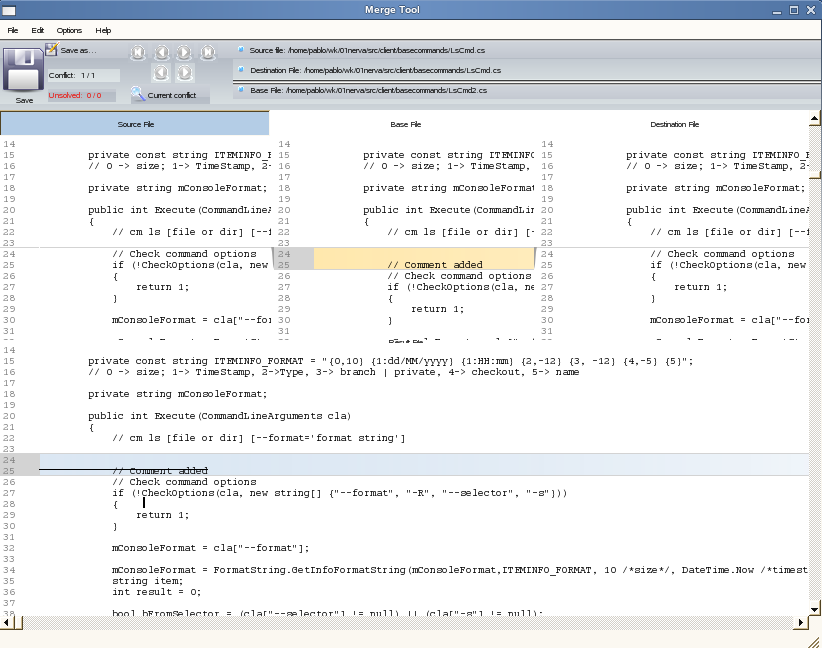 Merge Tool
File Edit Options Help
Save as...
Conflict: 1 / 1
Unsolved: 0 / 0
Save
Current conflict
Source file: /home/pablo/wk/01nerva/src/client/basecommands/LsCmd.cs
Destination File: /home/pablo/wk/01nerva/src/client/basecommands/LsCmd.cs
Base File: /home/pablo/wk/01nerva/src/client/basecommands/LsCmd2.cs
Source File Base File Destination File
14 14 14
15 private const string ITEMINFO_F 15 private const string ITEMINFO 15 private const string ITEMINFO_F
16 // 0 -> size; 1-> TimeStamp, 2- 16 // 0 -> size; 1-> TimeStamp, 16 // 0 -> size; 1-> TimeStamp, 2-
17 17 17
18 private string mConsoleFormat; 18 private string mConsoleFormat 18 private string mConsoleFormat;
19 19 19
20 public int Execute(CommandLineA 20 public int Execute(CommandLin 20 public int Execute(CommandLineA
21 { 21 { 21 {
22 // cm ls [file or dir] [--f 22 // cm ls [file or dir] [- 22 // cm ls [file or dir] [--f
23 23 23
24 // Check command options 24 24 // Check command options
25 if (!CheckOptions(cla, new 25 // Comment added 25 if (!CheckOptions(cla, new
26 { 26 // Check command options 26 {
27 return 1; 27 if (!CheckOptions(cla, ne 27 return 1;
28 } 28 { 28 }
29 29 return 1; 29
30 mConsoleFormat = cla["--for 30 } 30 mConsoleFormat = cla["--for
31 31 31
14
15 private const string ITEMINFO_FORMAT = "{0,10} {1:dd/MM/yyyy} {1:HH:mm} {2,-12} {3, -12} {4,-5} {5}";
16 // 0 -> size; 1-> TimeStamp, 2->Type, 3-> branch | private, 4-> checkout, 5-> name
17
18 private string mConsoleFormat;
19
20 public int Execute(CommandLineArguments cla)
21 {
22 // cm ls [file or dir] [--format='format string']
23
24
25 // Comment added
26 // Check command options
27 if (!CheckOptions(cla, new string[] {"--format", "-R", "--selector", "-s"}))
28 {
29 return 1;
30 }
31
32 mConsoleFormat = cla["--format"];
33
34 mConsoleFormat = FormatString.GetInfoFormatString(mConsoleFormat,ITEMINFO_FORMAT, 10 /*size*/, DateTime.Now /*timest
35 string item;
36 int result = 0;
37
38 bool bFromSelector = (cla["--selector"] != null) || (cla["-s"] != null);